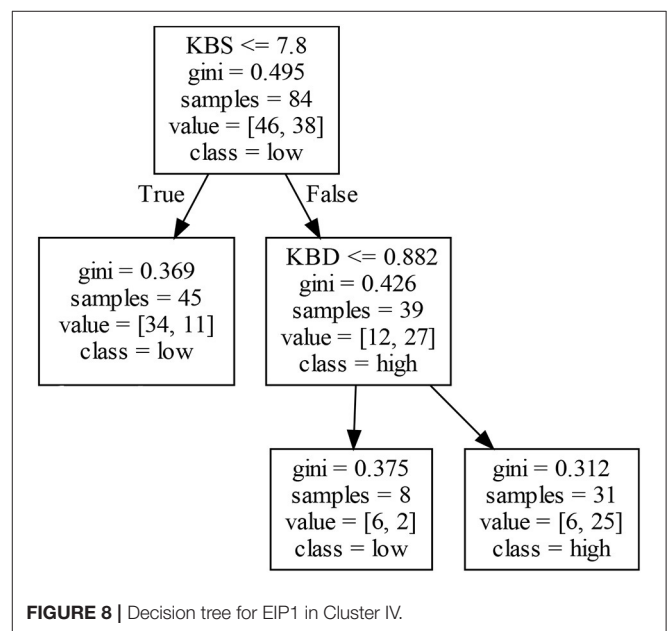 KBS <= 7.8
gini = 0.495
samples = 84
value = [46, 38]
class = low
True
False
gini = 0.369
samples = 45
value = [34, 11]
class = low
KBD <= 0.882
gini = 0.426
samples = 39
value = [12, 27]
class = high
gini = 0.375
samples = 8
value = [6, 2]
class = low
gini = 0.312
samples = 31
value = [6, 25]
class = high
FIGURE 8 | Decision tree for EIP1 in Cluster IV.